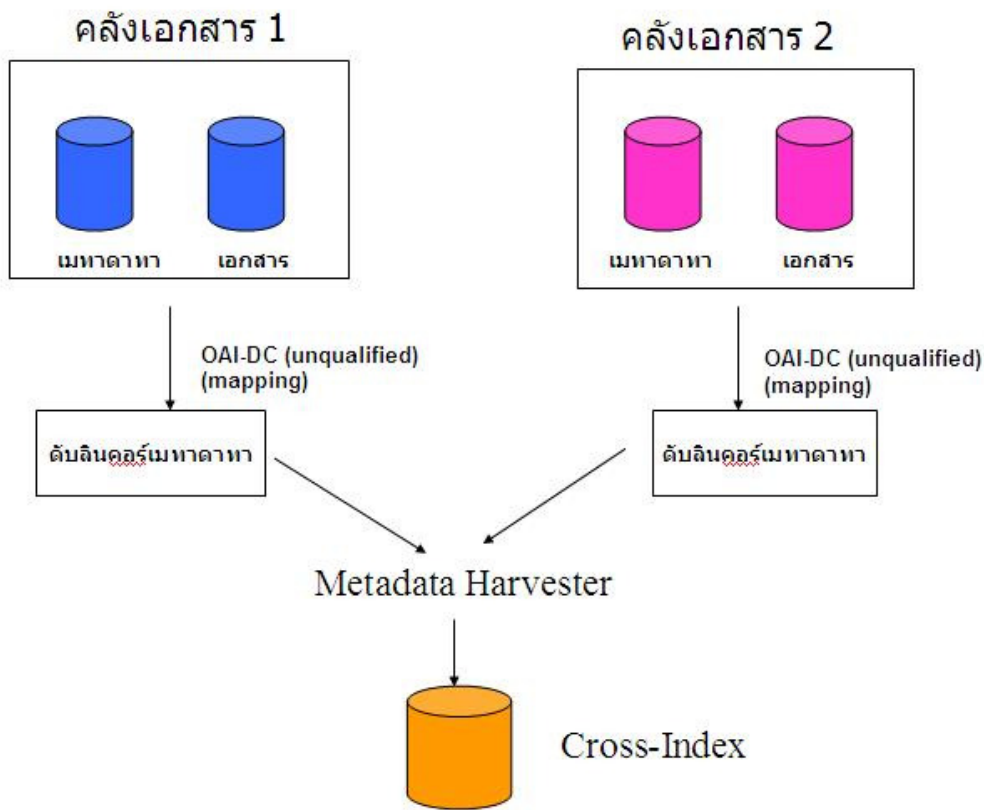 คลังเอกสาร 1
คลังเอกสาร 2
เมทาดาทา
เอกสาร
เมทาดาทา
เอกสาร
OAI-DC (unqualified)
(mapping)
OAI-DC (unqualified)
(mapping)
ดับลินคอร์เมทาดาทา
ดับลินคอร์เมทาดาทา
Metadata Harvester
Cross-Index